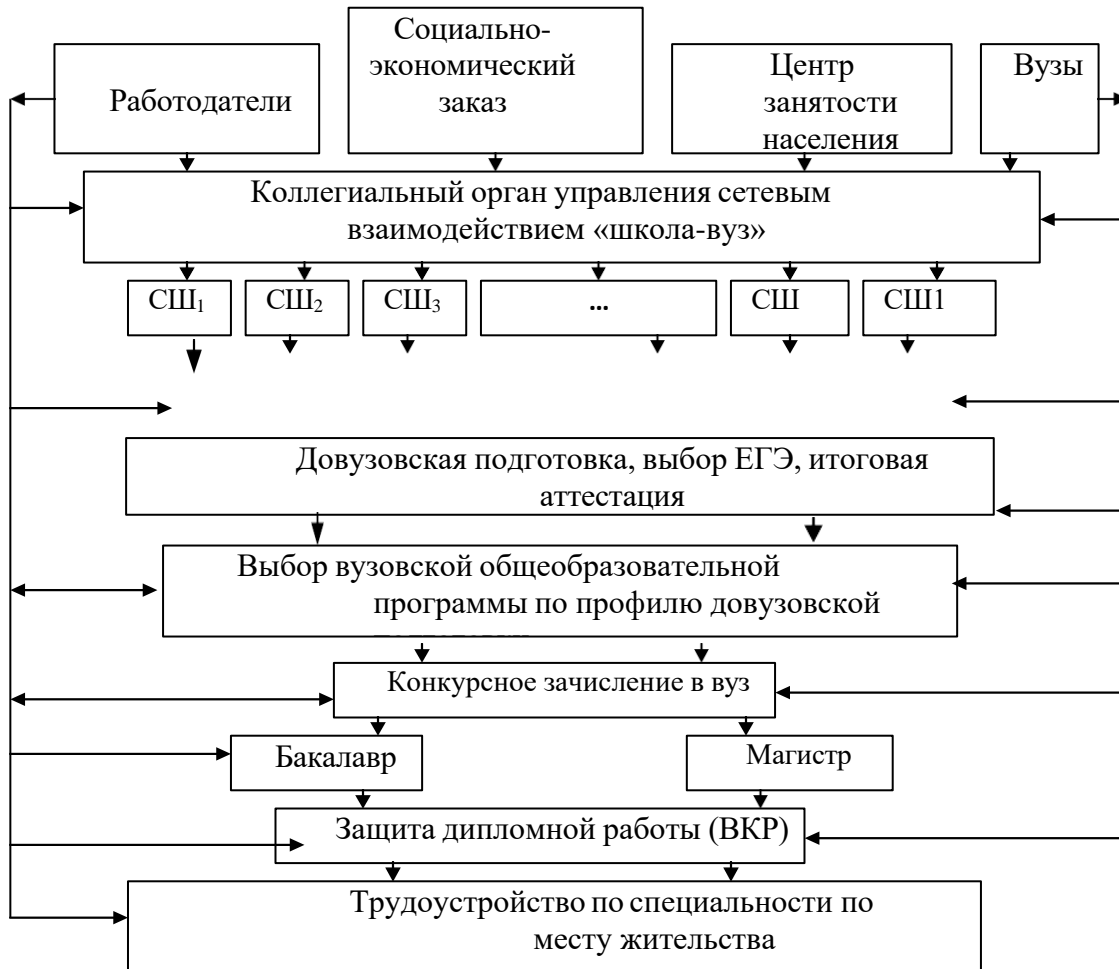 Работодатели
Социально-
экономический
заказ
Центр
занятости
населения
Вузы
Коллегиальный орган управления сетевым
взаимодействием «школа-вуз»
СШ₁
СШ₂
СШ₃
...
СШ
СШ1
Довузовская подготовка, выбор ЕГЭ, итоговая
аттестация
Выбор вузовской общеобразовательной
программы по профилю довузовской
Конкурсное зачисление в вуз
Бакалавр
Магистр
Защита дипломной работы (ВКР)
Трудоустройство по специальности по
месту жительства